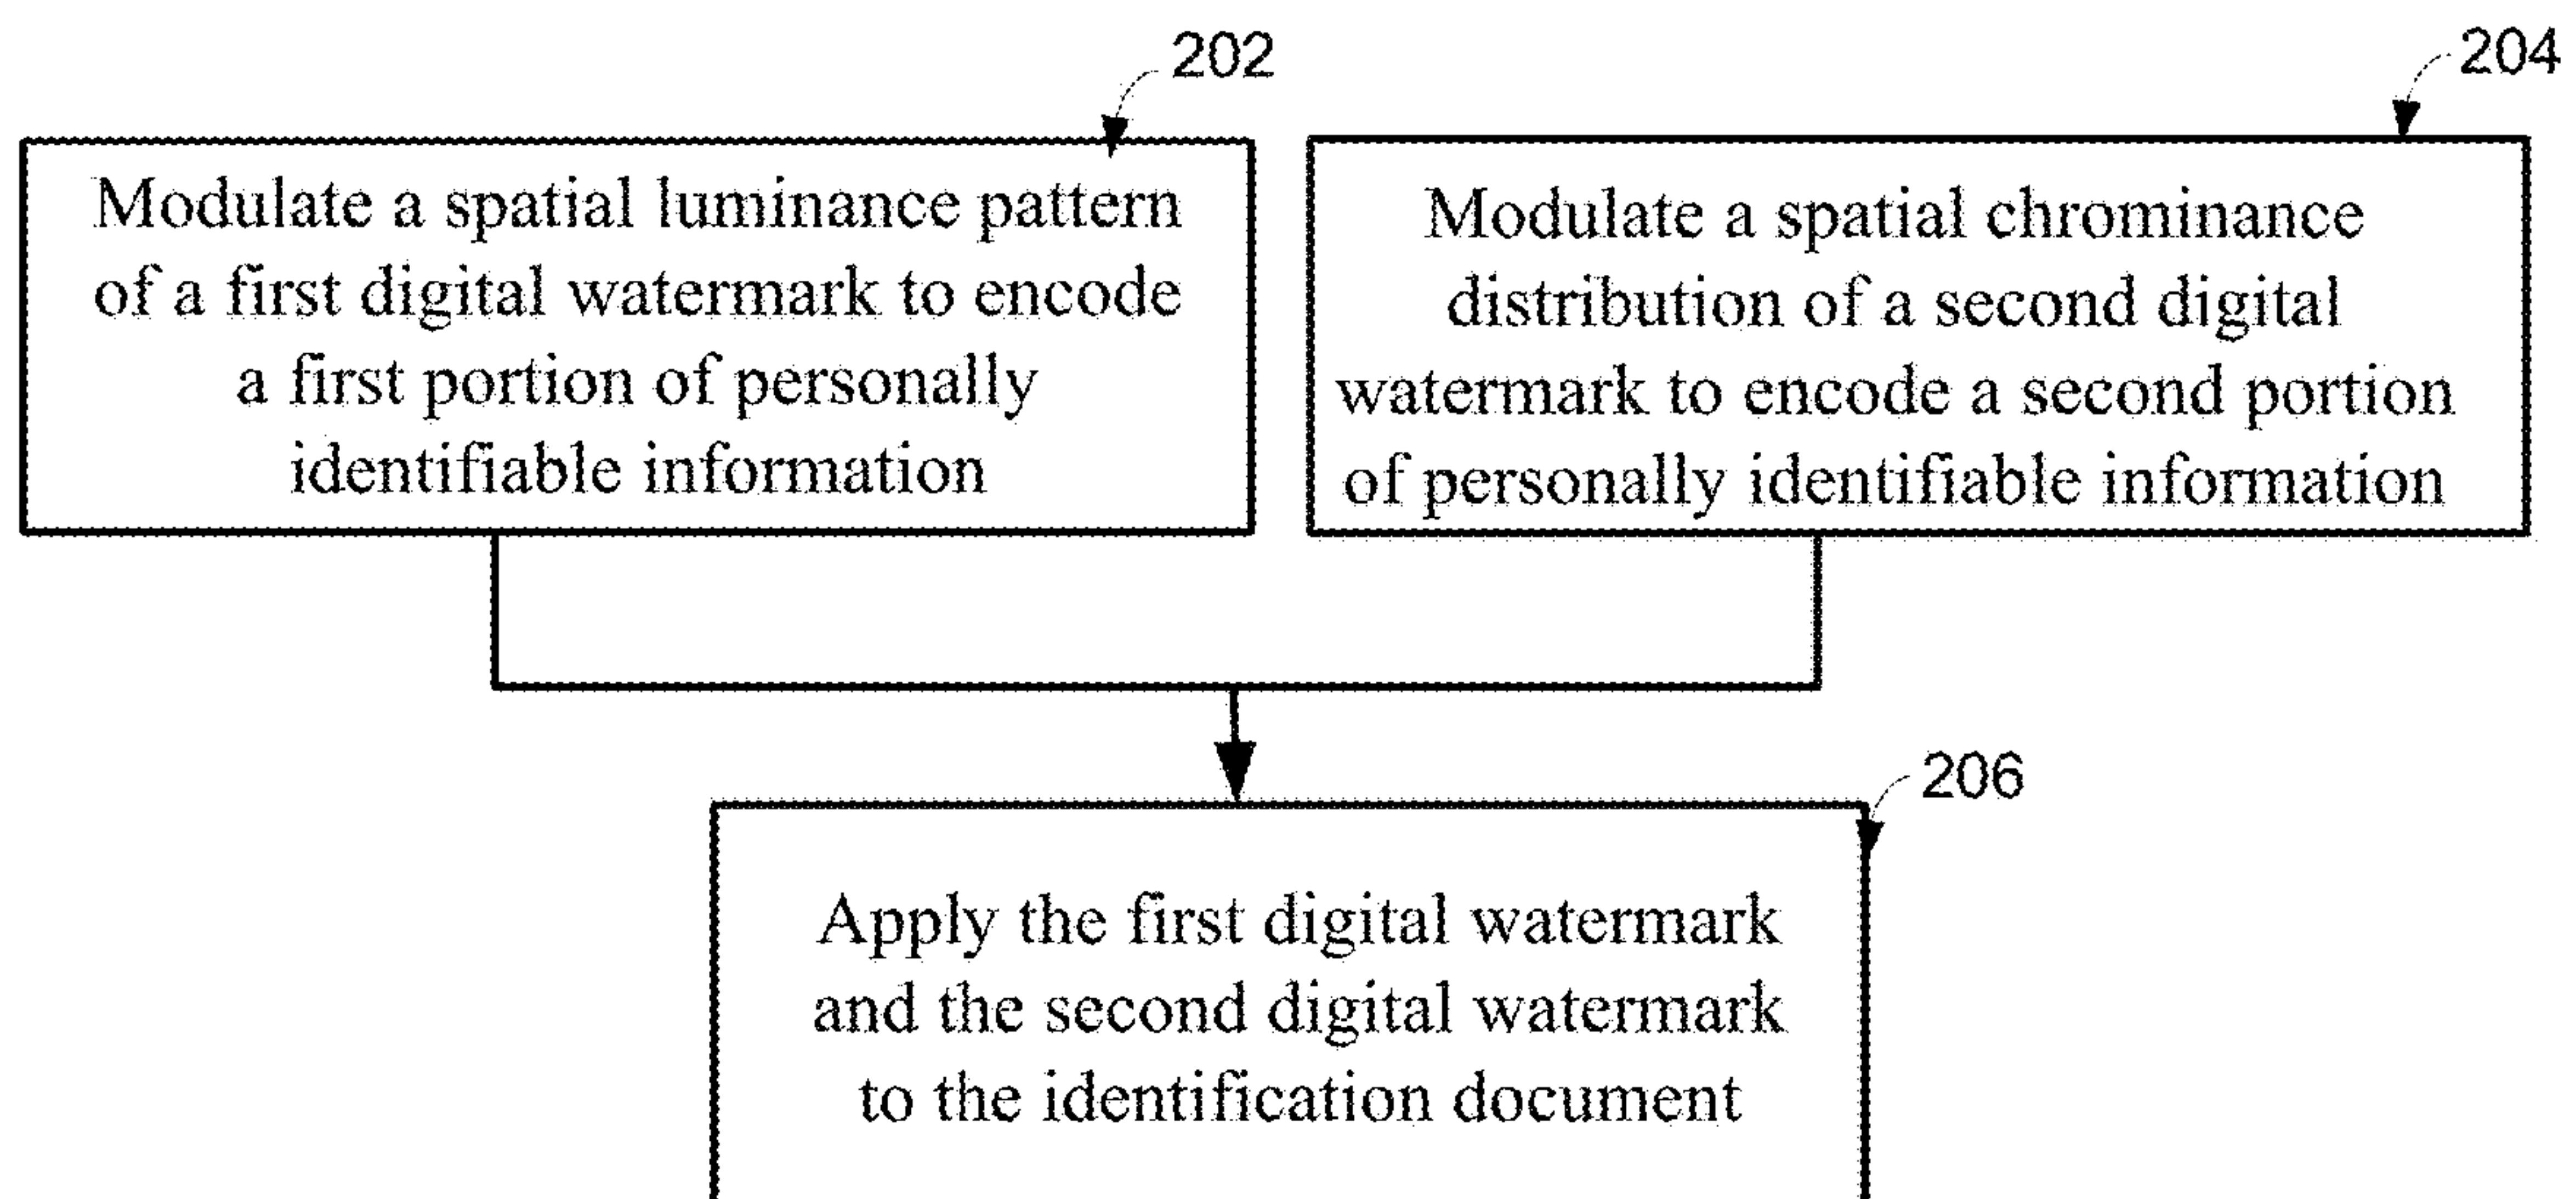 202
Modulate a spatial luminance pattern
of a first digital watermark to encode
a first portion of personally
identifiable information
204
Modulate a spatial chrominance
distribution of a second digital
watermark to encode a second portion
of personally identifiable information
206
Apply the first digital watermark
and the second digital watermark
to the identification document